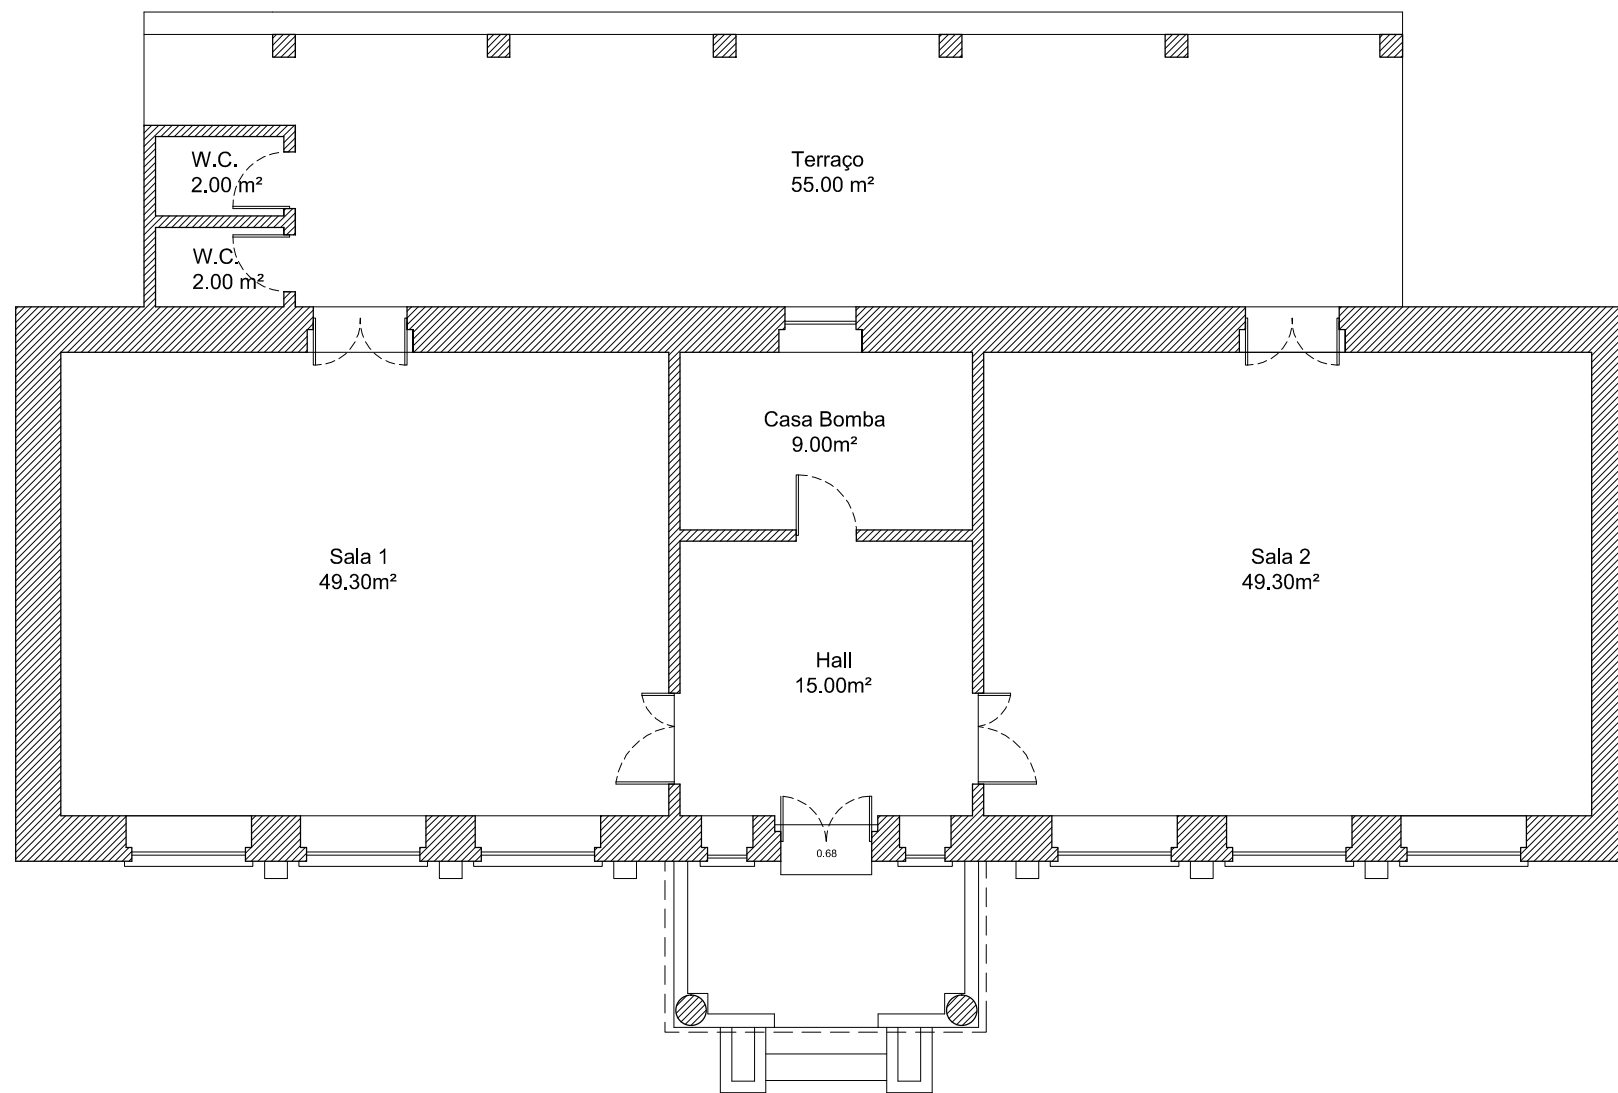 W.C.
2.00 m²
Terraço
55.00 m²
W.C.
2.00 m²
Casa Bomba
9.00m²
Sala 1
49.30m²
Sala 2
49.30m²
Hall
15.00m²
0.68